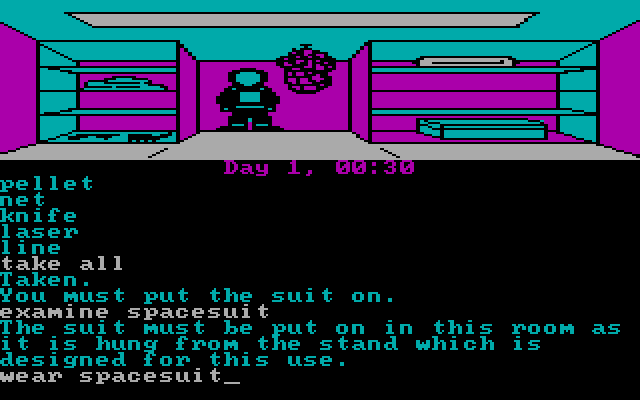 Day 1, 00:30
pellet
net
knife
laser
line
take all
Taken.
You must put the suit on.
examine spacesuit
The suit must be put on in this room as
it is hung from the stand which is
designed for this use.
wear spacesuit_